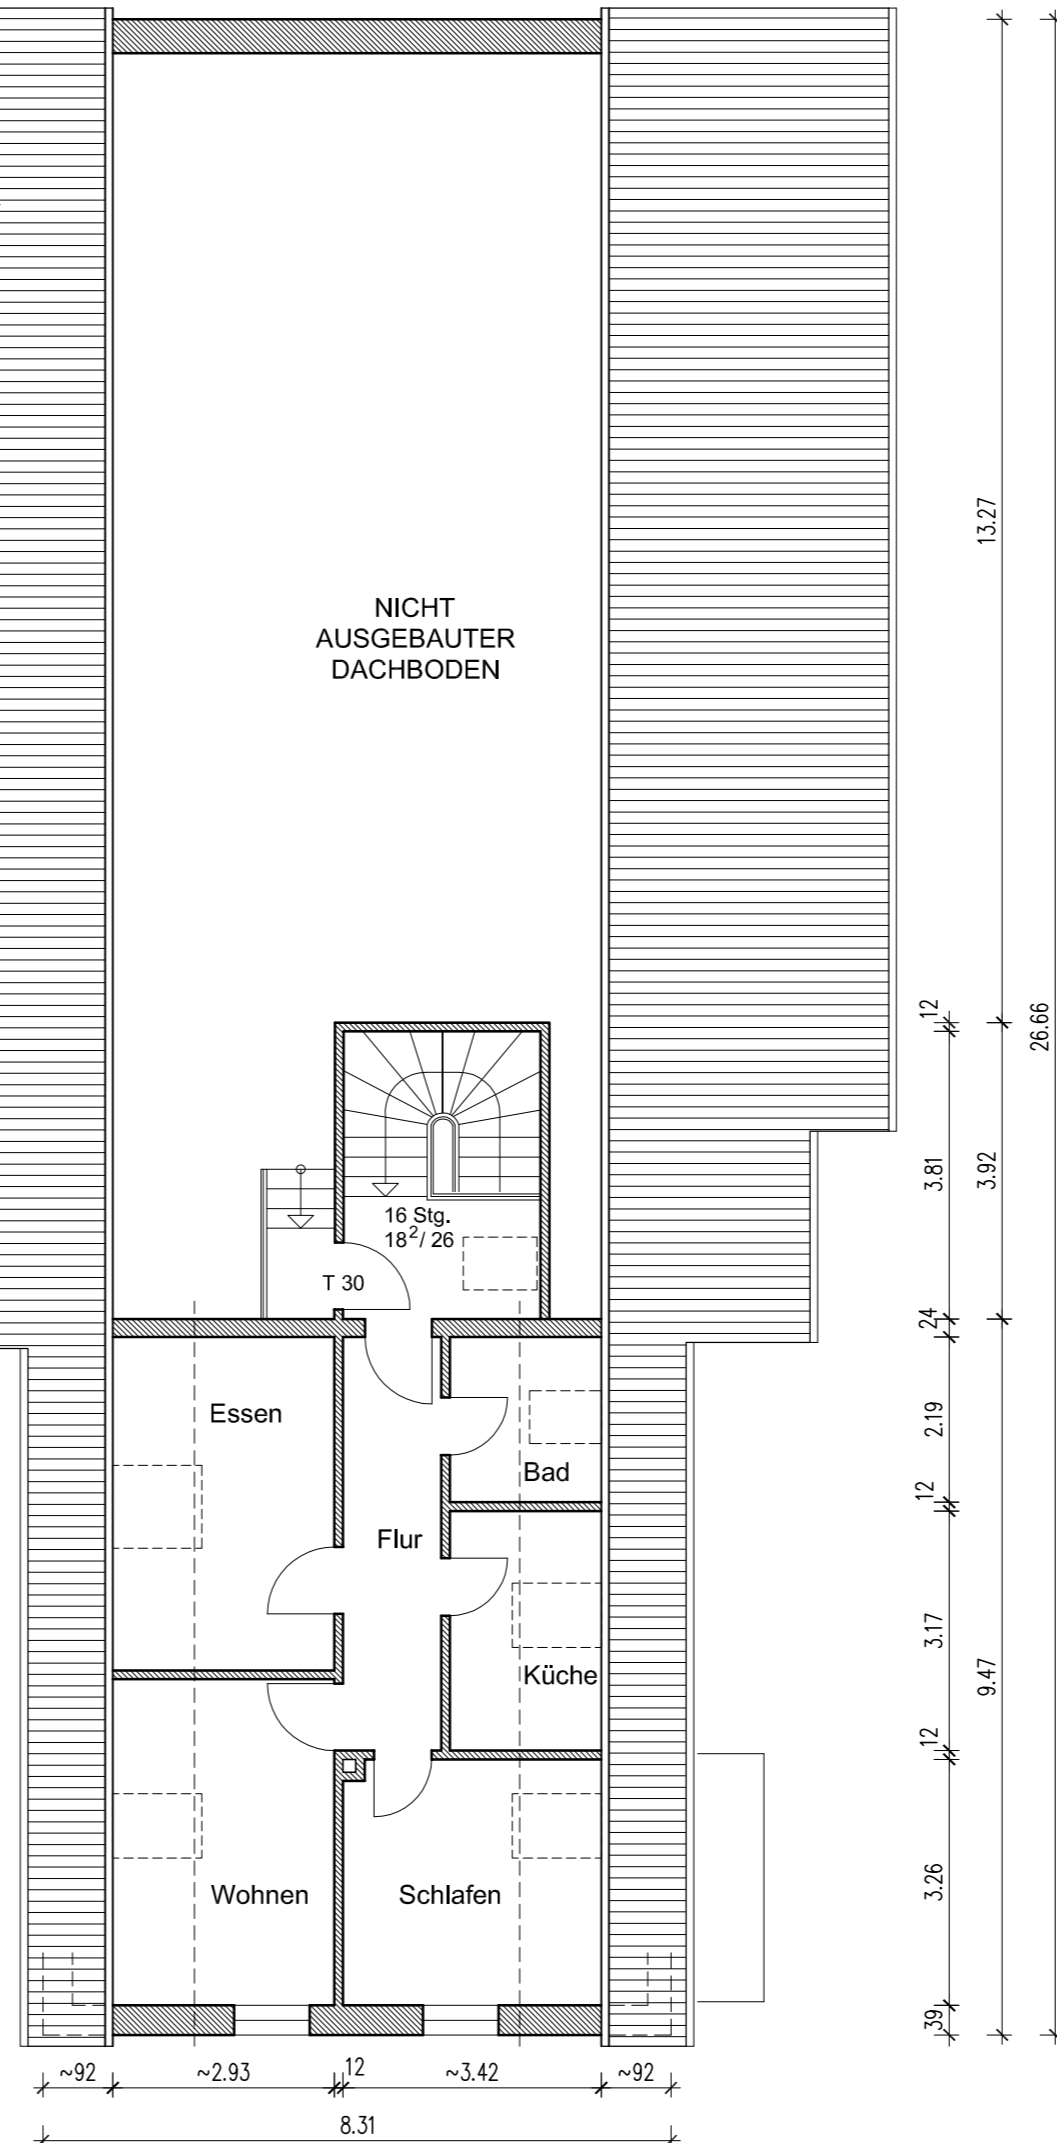 NICHT
AUSGEBAUTER
DACHBODEN
13.27
26.66
12
3.81
3.92
16 Stg.
18²/ 26
T 30
24
Essen
2.19
Bad
12
Flur
3.17
Küche
9.47
12
Wohnen
Schlafen
3.26
39
~92
~2.93
12
~3.42
~92
8.31